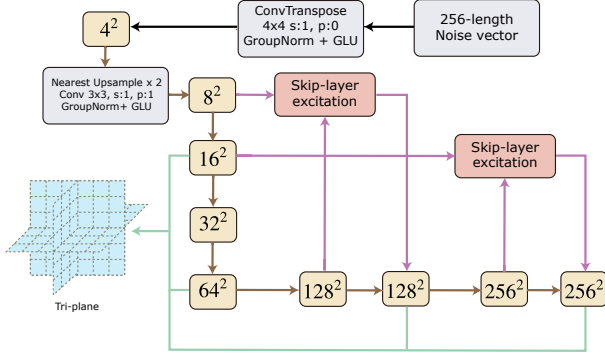 ConvTranspose
4x4 s:1, p:0
GroupNorm + GLU
256-length
Noise vector
4²
Nearest Upsample x 2
Conv 3x3, s:1, p:1
GroupNorm+ GLU
8²
Skip-layer
excitation
16²
Skip-layer
excitation
32²
64²
128²
128²
256²
256²
Tri-plane